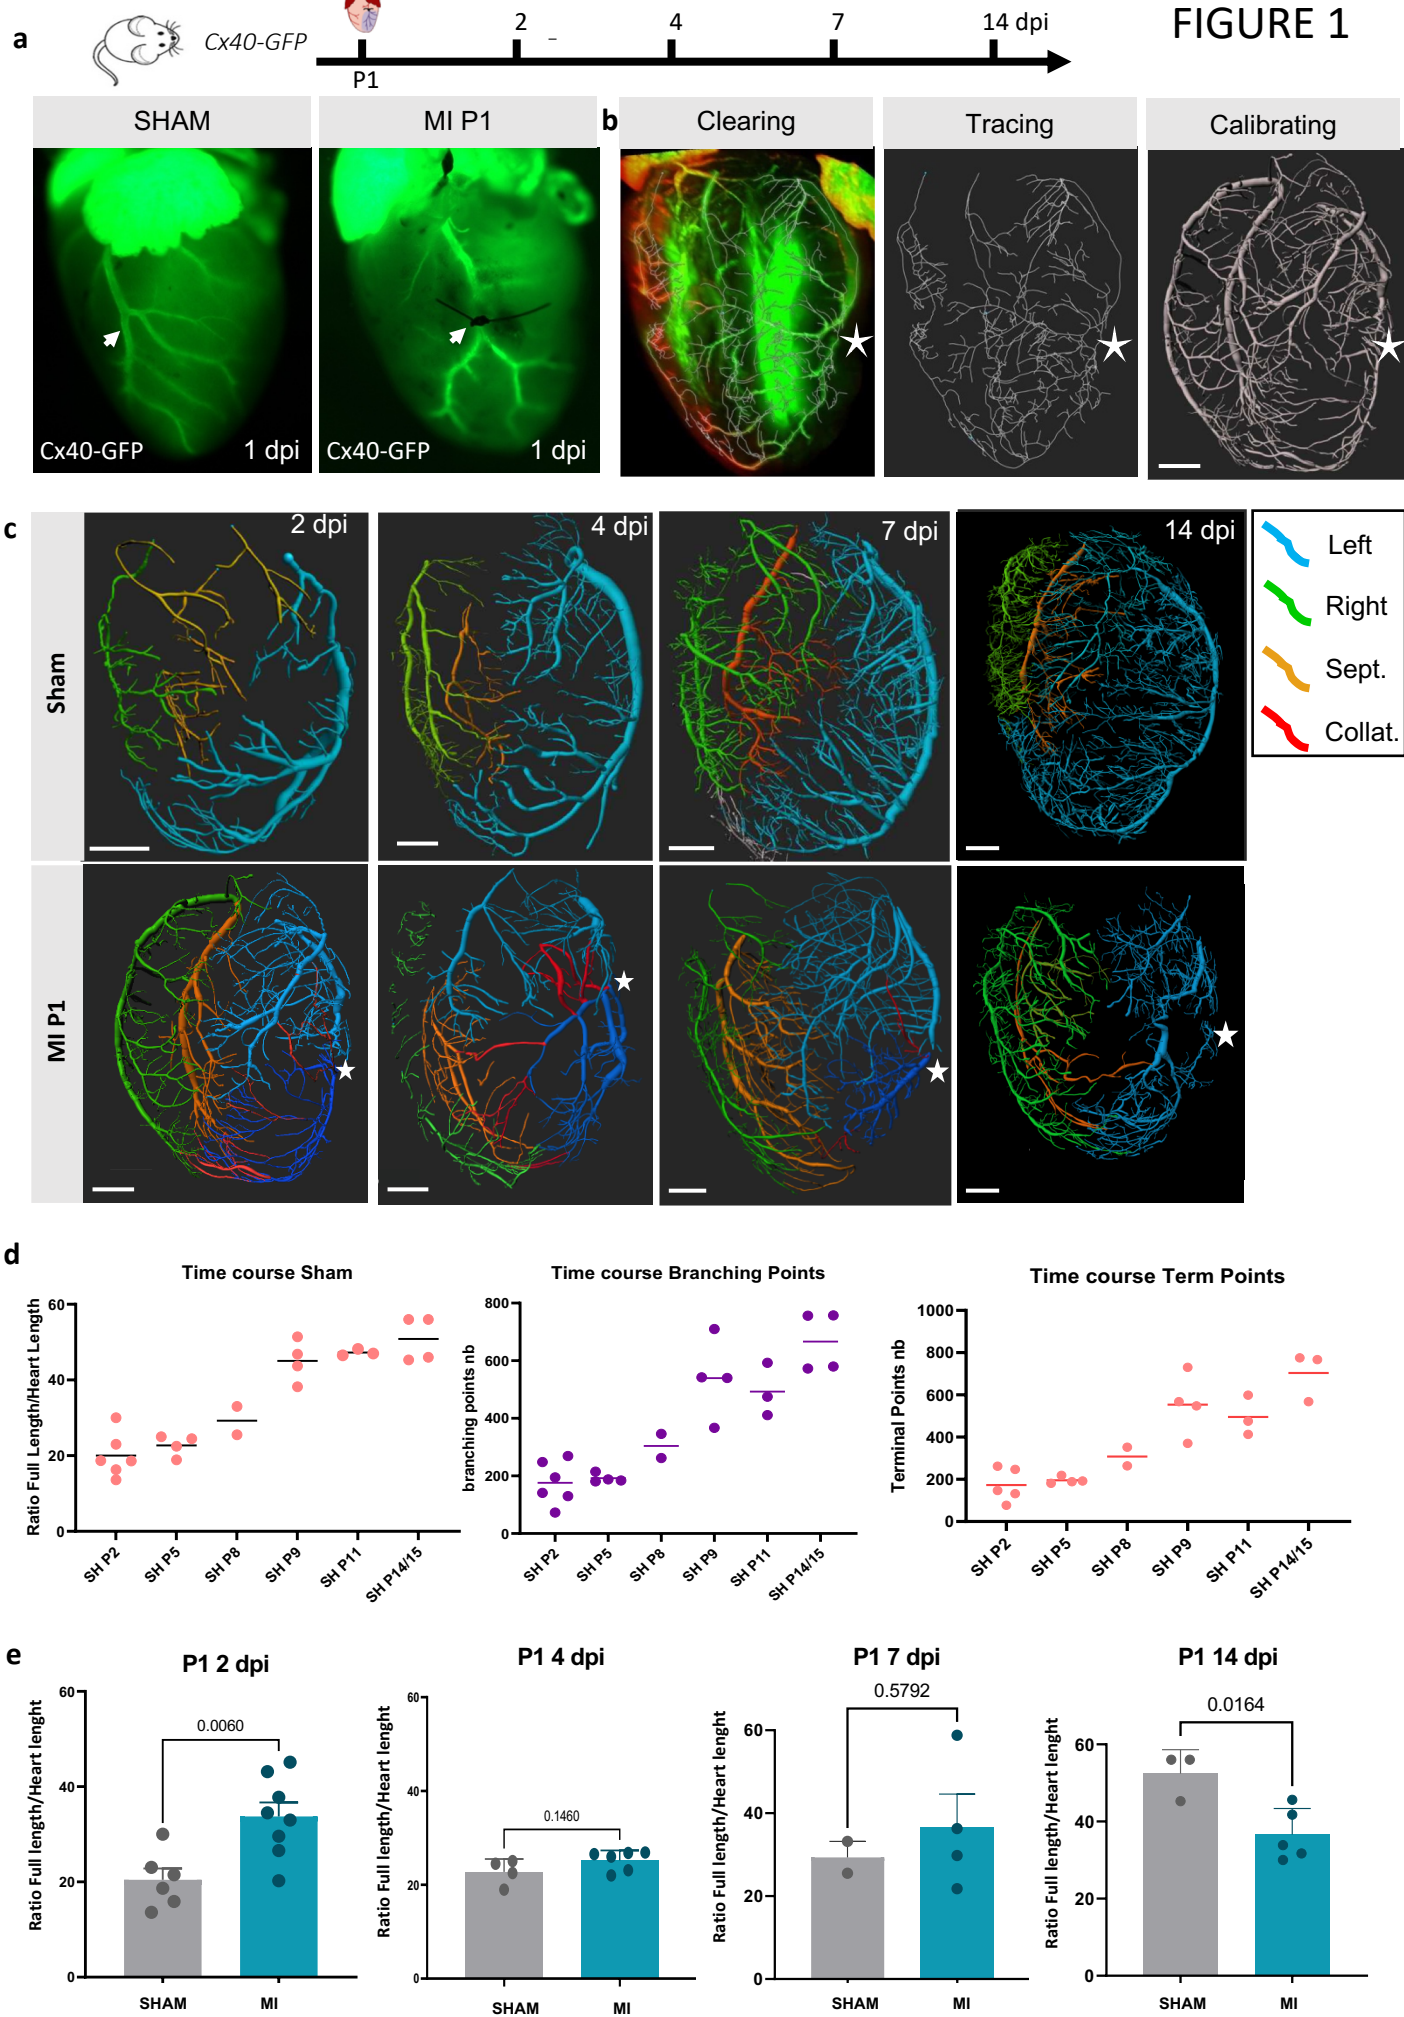 FIGURE 1
a
Cx40-GFP
2
4
7
14 dpi
P1
SHAM
MI P1
b
Clearing
Tracing
Calibrating
Cx40-GFP
1 dpi
Cx40-GFP
1 dpi
c
Sham
2 dpi
4 dpi
7 dpi
14 dpi
Left
Right
Sept.
Collat.
MI P1
d
Time course Sham
Ratio Full Length/Heart Length
60
40
20
0
SH P2
SH P5
SH P8
SH P9
SH P11
SH P14/15
Time course Branching Points
branching points nb
800
600
400
200
0
SH P2
SH P5
SH P8
SH P9
SH P11
SH P14/15
Time course Term Points
Terminal Points nb
1000
800
600
400
200
0
SH P2
SH P5
SH P8
SH P9
SH P11
SH P14/15
e
P1 2 dpi
Ratio Full length/Heart lenght
60
40
20
0
0.0060
SHAM
MI
P1 4 dpi
Ratio Full length/Heart lenght
60
40
20
0
0.1460
SHAM
MI
P1 7 dpi
Ratio Full length/Heart lenght
0.5792
60
40
20
0
SHAM
MI
P1 14 dpi
Ratio Full length/Heart lenght
0.0164
60
40
20
0
SHAM
MI